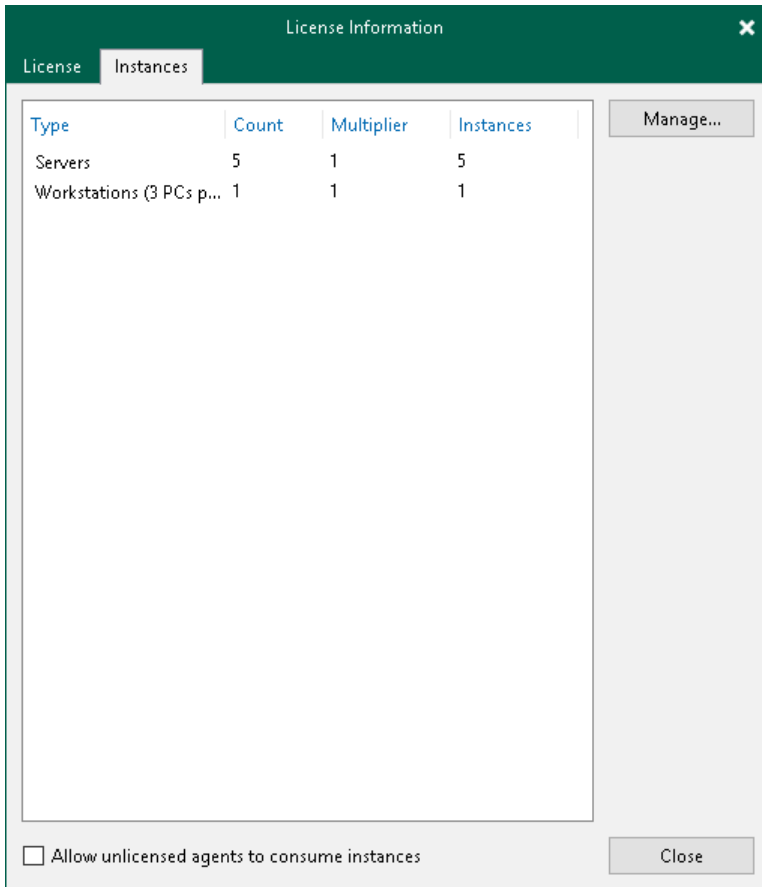 License Information
License Instances
Type Count Multiplier Instances
Manage...
Servers 5 1 5
Workstations (3 PCs p... 1 1 1
Allow unlicensed agents to consume instances
Close